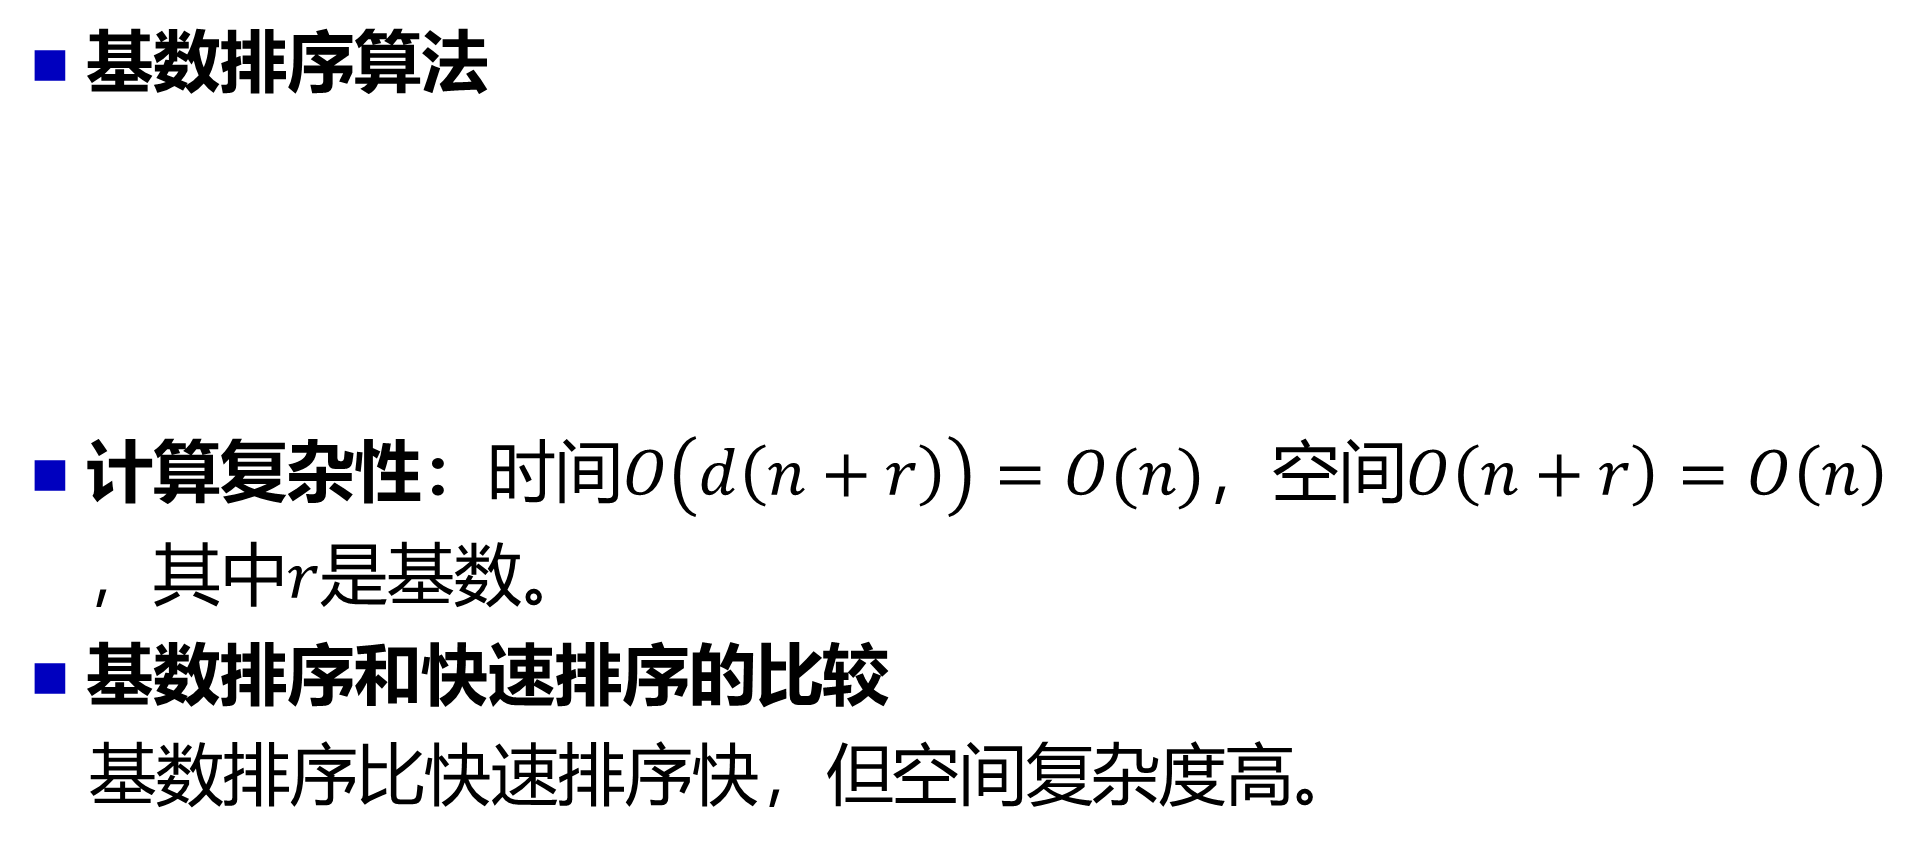 ■ 基数排序算法
■ 计算复杂性：时间O(d(n + r)) = O(n)，空间O(n + r) = O(n)
，其中r是基数。
■ 基数排序和快速排序的比较
基数排序比快速排序快，但空间复杂度高。